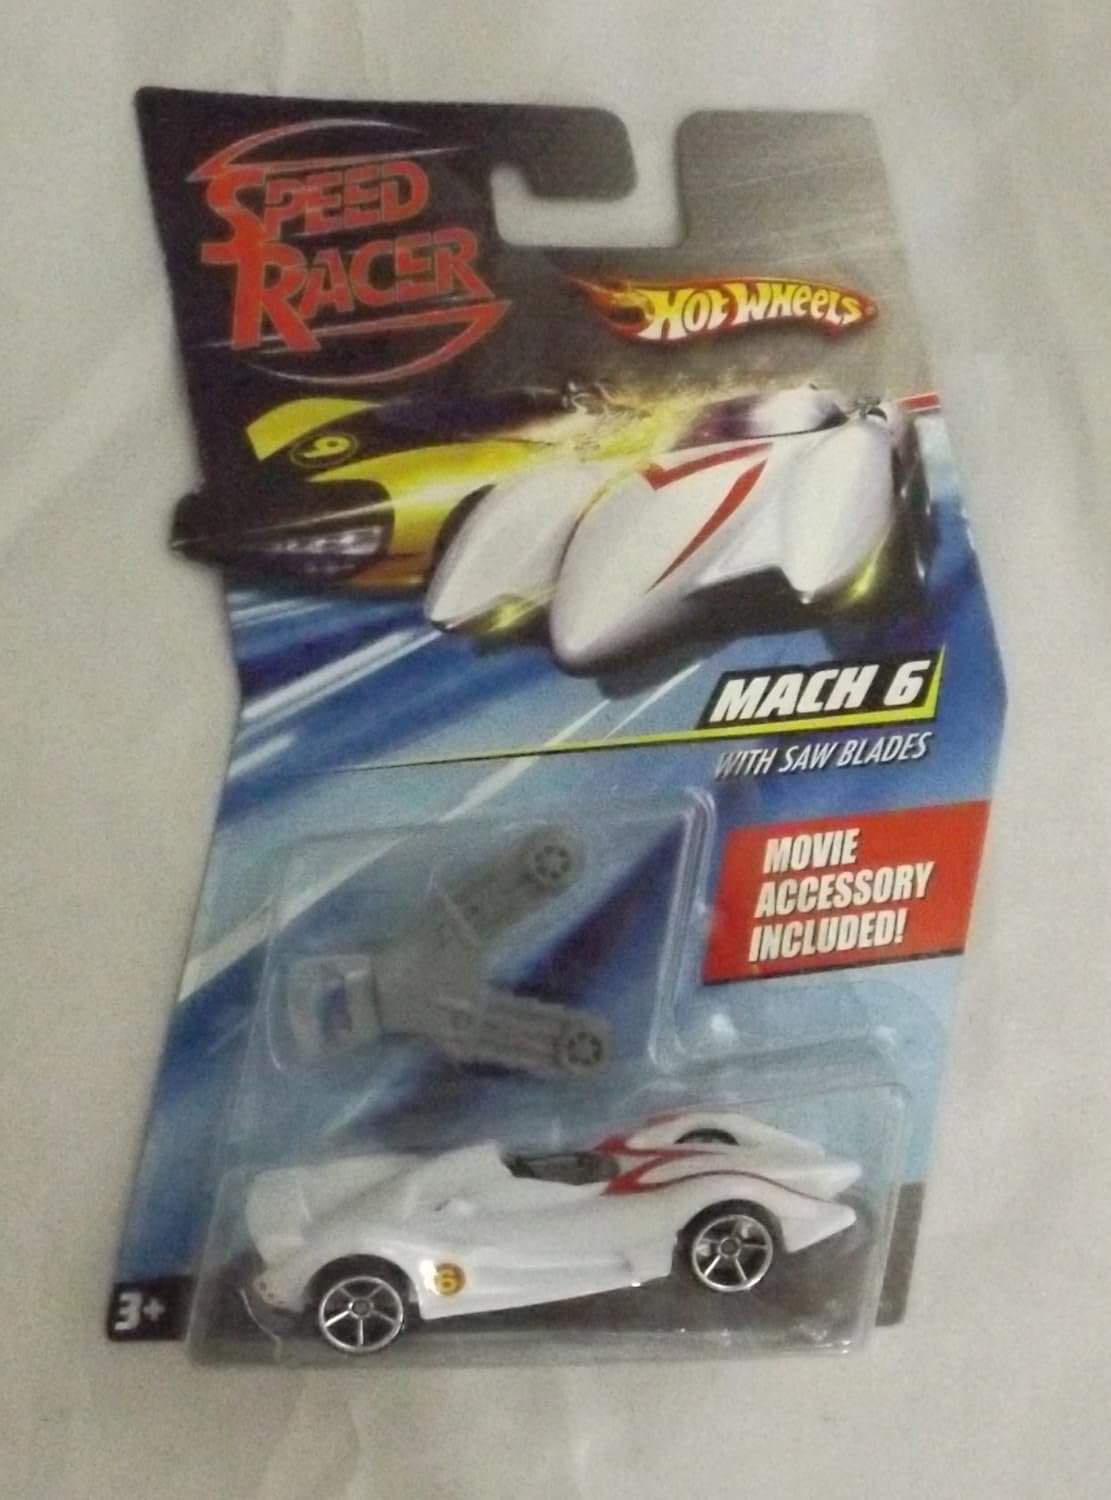 SPEED
RACER
HOT WHEELS
9
MACH 6
WITH SAW BLADES
MOVIE
ACCESSORY
INCLUDED!
6
3+